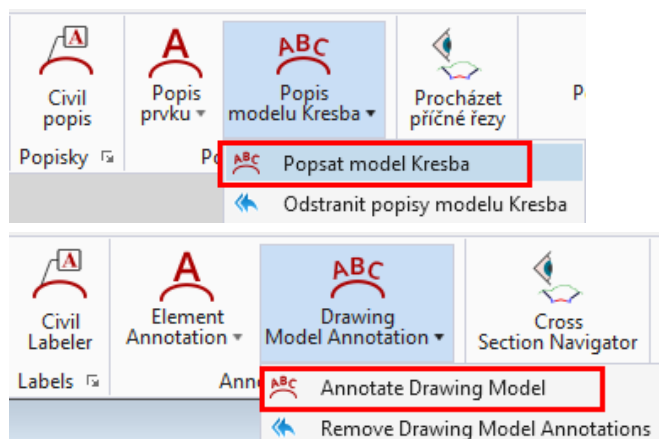 Civil
popis
Popis
prvku
Popis
modelu Kresba
Procházet
příčné řezy
Popisky
Popsat model Kresba
Odstranit popisy modelu Kresba
Civil
Labeler
Element
Annotation
Drawing
Model Annotation
Cross
Section Navigator
Labels
Annotate Drawing Model
Remove Drawing Model Annotations